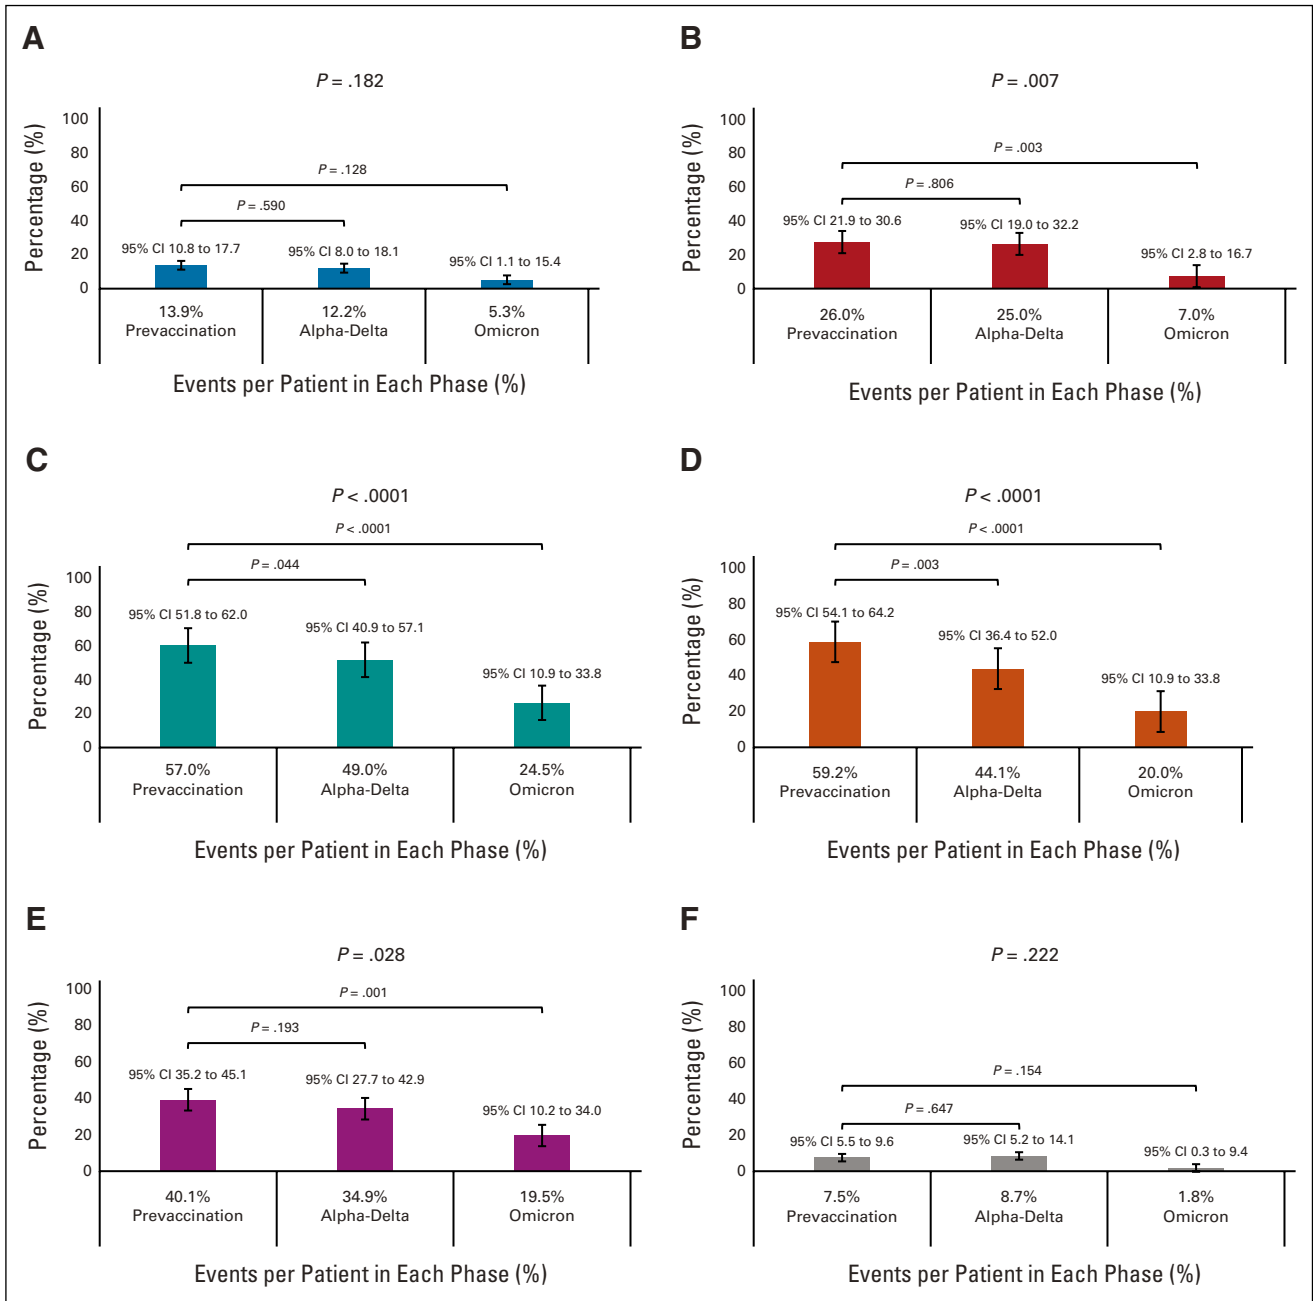 A
P = .182
Percentage (%)
100
80
60
40
20
0
P = .128
P = .590
95% CI 10.8 to 17.7
95% CI 8.0 to 18.1
95% CI 1.1 to 15.4
13.9%
Prevaccination
12.2%
Alpha-Delta
5.3%
Omicron
Events per Patient in Each Phase (%)
B
P = .007
Percentage (%)
100
80
60
40
20
0
P = .003
P = .806
95% CI 21.9 to 30.6
95% CI 19.0 to 32.2
95% CI 2.8 to 16.7
26.0%
Prevaccination
25.0%
Alpha-Delta
7.0%
Omicron
Events per Patient in Each Phase (%)
C
P < .0001
Percentage (%)
100
80
60
40
20
0
P < .0001
P = .044
95% CI 51.8 to 62.0
95% CI 40.9 to 57.1
95% CI 10.9 to 33.8
57.0%
Prevaccination
49.0%
Alpha-Delta
24.5%
Omicron
Events per Patient in Each Phase (%)
D
P < .0001
Percentage (%)
100
80
60
40
20
0
P < .0001
P = .003
95% CI 54.1 to 64.2
95% CI 36.4 to 52.0
95% CI 10.9 to 33.8
59.2%
Prevaccination
44.1%
Alpha-Delta
20.0%
Omicron
Events per Patient in Each Phase (%)
E
P = .028
Percentage (%)
100
80
60
40
20
0
P = .001
P = .193
95% CI 35.2 to 45.1
95% CI 27.7 to 42.9
95% CI 10.2 to 34.0
40.1%
Prevaccination
34.9%
Alpha-Delta
19.5%
Omicron
Events per Patient in Each Phase (%)
F
P = .222
Percentage (%)
100
80
60
40
20
0
P = .154
P = .647
95% CI 5.5 to 9.6
95% CI 5.2 to 14.1
95% CI 0.3 to 9.4
7.5%
Prevaccination
8.7%
Alpha-Delta
1.8%
Omicron
Events per Patient in Each Phase (%)